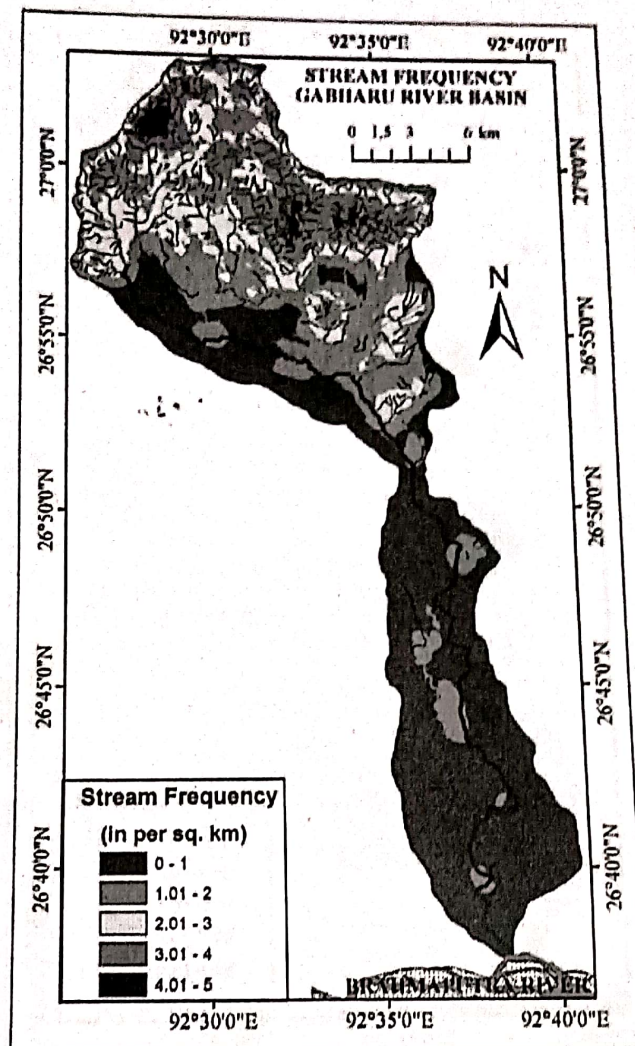 92°30'0"E 92°35'0"E 92°40'0"E
STREAM FREQUENCY
GABHARU RIVER BASIN
0 1.5 3 6 km
27°0'0"N 27°0'0"N
N
26°55'0"N 26°55'0"N
26°50'0"N 26°50'0"N
26°45'0"N 26°45'0"N
26°40'0"N 26°40'0"N
Stream Frequency
(in per sq. km)
0 - 1
1.01 - 2
2.01 - 3
3.01 - 4
4.01 - 5
BRAHMAPUTRA RIVER
92°30'0"E 92°35'0"E 92°40'0"E